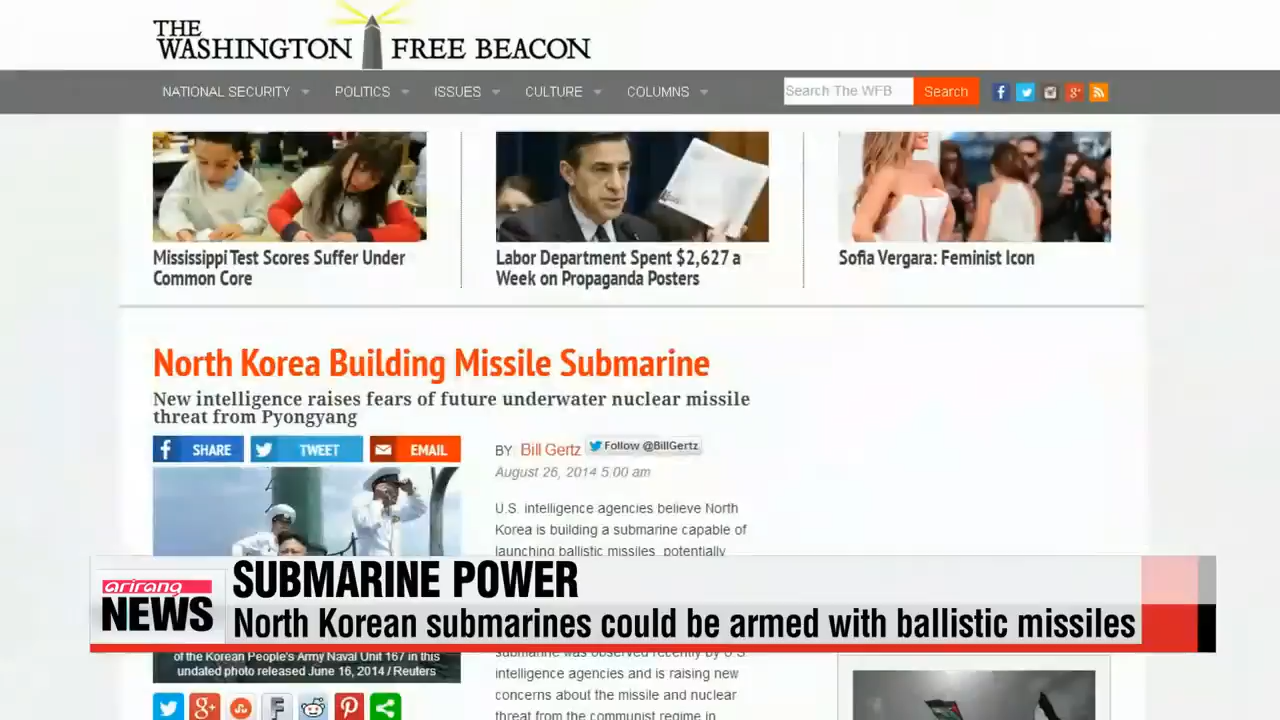 THE
WASHINGTON FREE BEACON
NATIONAL SECURITY POLITICS ISSUES CULTURE COLUMNS Search The WFB Search
Mississippi Test Scores Suffer Under
Common Core
Labor Department Spent $2,627 a
Week on Propaganda Posters
Sofia Vergara: Feminist Icon
North Korea Building Missile Submarine
New intelligence raises fears of future underwater nuclear missile
threat from Pyongyang
SHARE TWEET EMAIL
BY Bill Gertz Follow @BillGertz
August 26, 2014 5:00 am
U.S. intelligence agencies believe North
Korea is building a submarine capable of
launching ballistic missiles, potentially
arirang
NEWS
SUBMARINE POWER
North Korean submarines could be armed with ballistic missiles
of the Korean People's Army Naval Unit 167 in this
undated photo released June 16, 2014 / Reuters
submarine was observed recently by U.S.
intelligence agencies and is raising new
concerns about the missile and nuclear
threat from the communist regime in